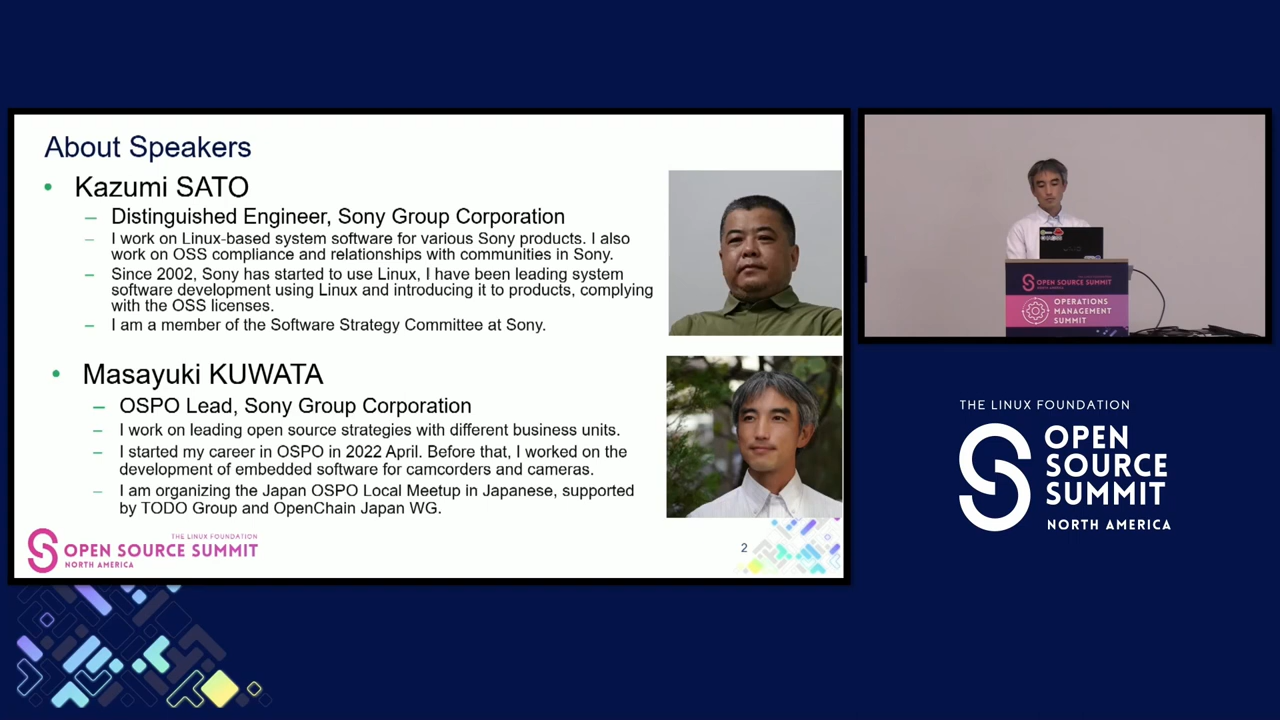 About Speakers
• Kazumi SATO
– Distinguished Engineer, Sony Group Corporation
– I work on Linux-based system software for various Sony products. I also
work on OSS compliance and relationships with communities in Sony.
– Since 2002, Sony has started to use Linux, I have been leading system
software development using Linux and introducing it to products, complying
with the OSS licenses.
– I am a member of the Software Strategy Committee at Sony.
• Masayuki KUWATA
– OSPO Lead, Sony Group Corporation
– I work on leading open source strategies with different business units.
– I started my career in OSPO in 2022 April. Before that, I worked on the
development of embedded software for camcorders and cameras.
– I am organizing the Japan OSPO Local Meetup in Japanese, supported
by TODO Group and OpenChain Japan WG.
THE LINUX FOUNDATION
OPEN SOURCE SUMMIT
NORTH AMERICA
2
OPEN SOURCE SUMMIT
OPERATIONS
MANAGEMENT
SUMMIT
THE LINUX FOUNDATION
OPEN
SOURCE
SUMMIT
NORTH AMERICA